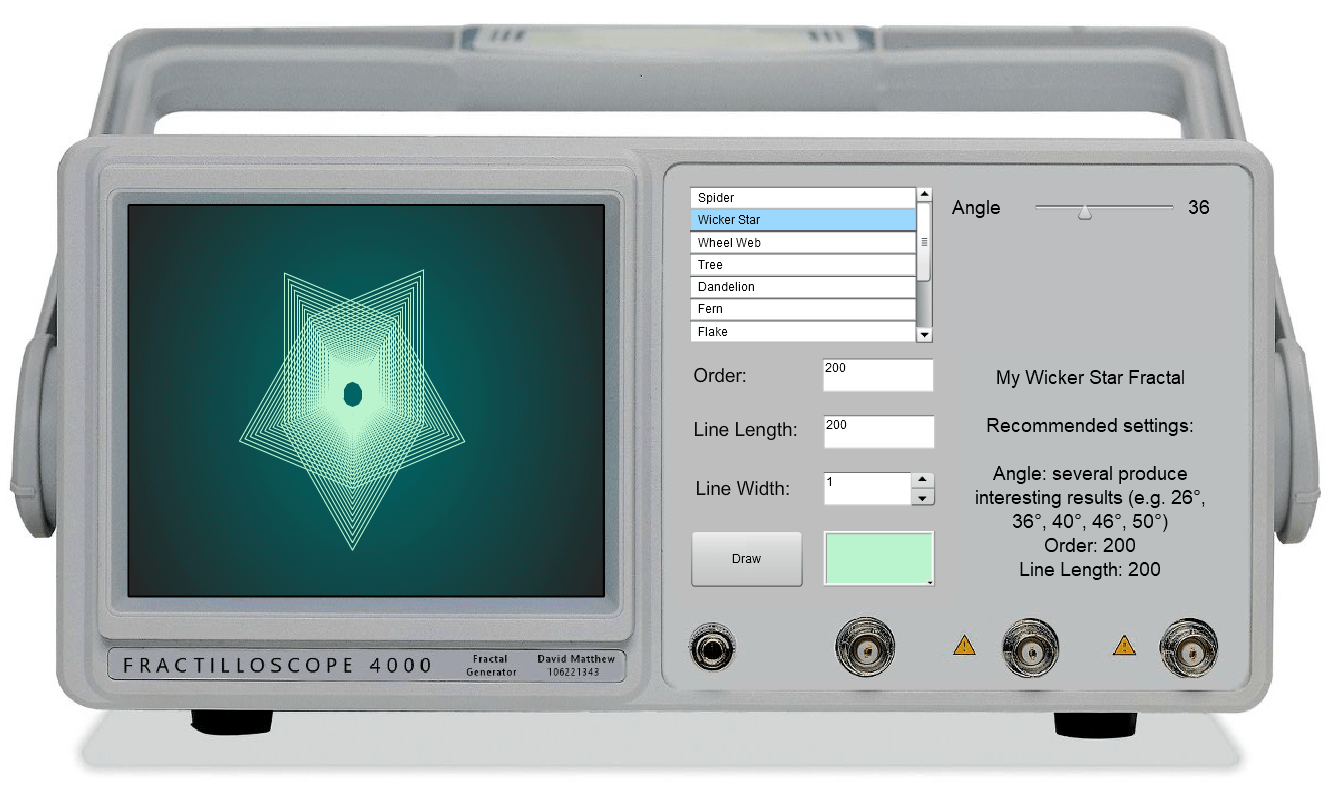 Spider
Wicker Star
Wheel Web
Tree
Dandelion
Fern
Flake
Angle
36
Order:
200
Line Length:
200
Line Width:
1
Draw
My Wicker Star Fractal
Recommended settings:
Angle: several produce
interesting results (e.g. 26°,
36°, 40°, 46°, 50°)
Order: 200
Line Length: 200
FRACTILLOSCOPE 4000
Fractal
Generator
David Matthew
106221343